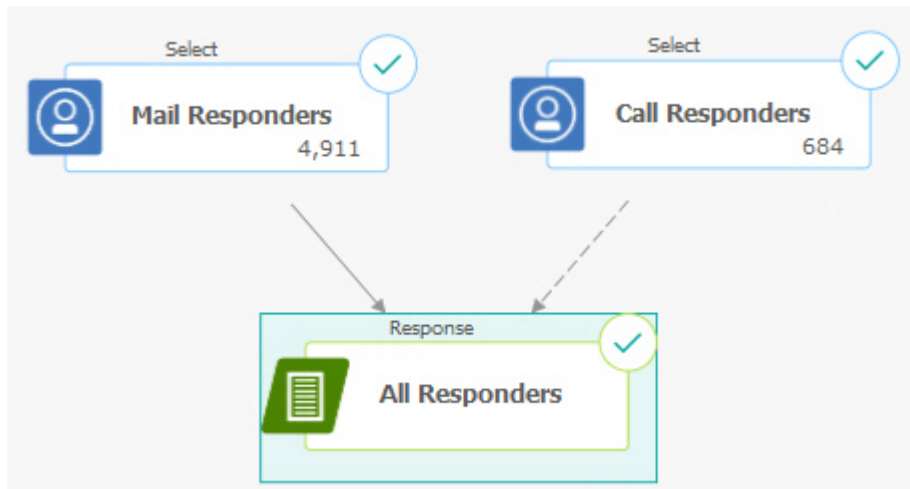 Select
Mail Responders
4,911
Select
Call Responders
684
Response
All Responders